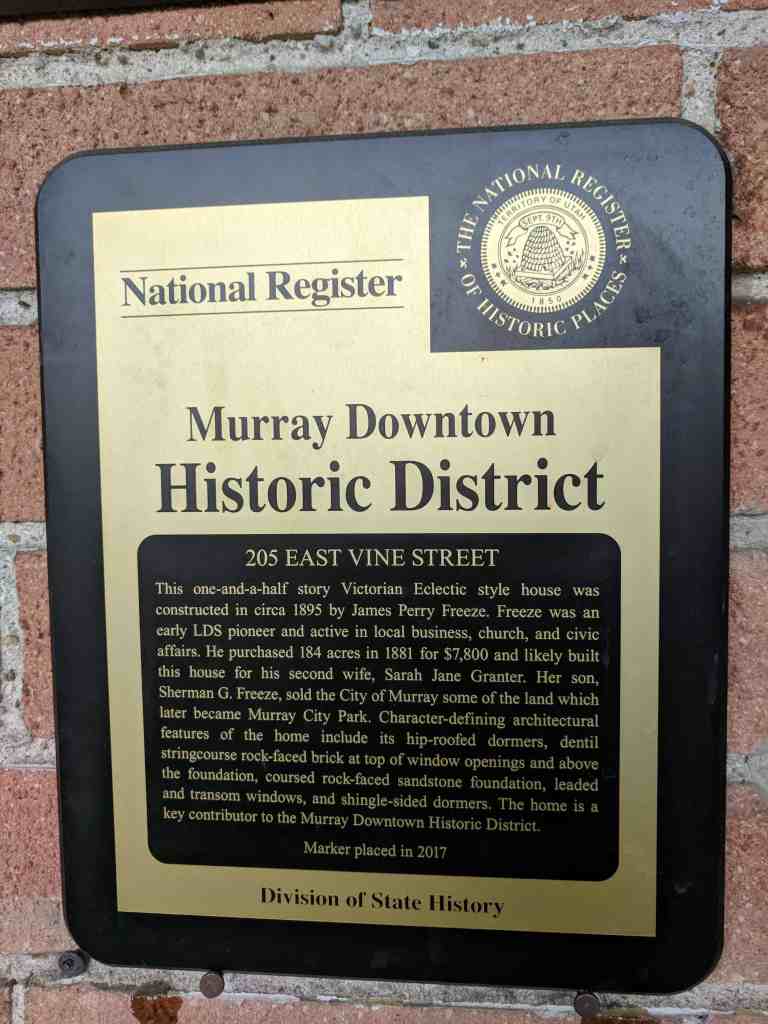 THE NATIONAL REGISTER
OF HISTORIC PLACES
TERRITORY OF UTAH
SEPT. 9TH
1850
National Register
Murray Downtown
Historic District
205 EAST VINE STREET
This one-and-a-half story Victorian Eclectic style house was
constructed in circa 1895 by James Perry Freeze. Freeze was an
early LDS pioneer and active in local business, church, and civic
affairs. He purchased 184 acres in 1881 for $7,800 and likely built
this house for his second wife, Sarah Jane Granter. Her son,
Sherman G. Freeze, sold the City of Murray some of the land which
later became Murray City Park. Character-defining architectural
features of the home include its hip-roofed dormers, dentil
stringcourse rock-faced brick at top of window openings and above
the foundation, coursed rock-faced sandstone foundation, leaded
and transom windows, and shingle-sided dormers. The home is a
key contributor to the Murray Downtown Historic District.
Marker placed in 2017
Division of State History